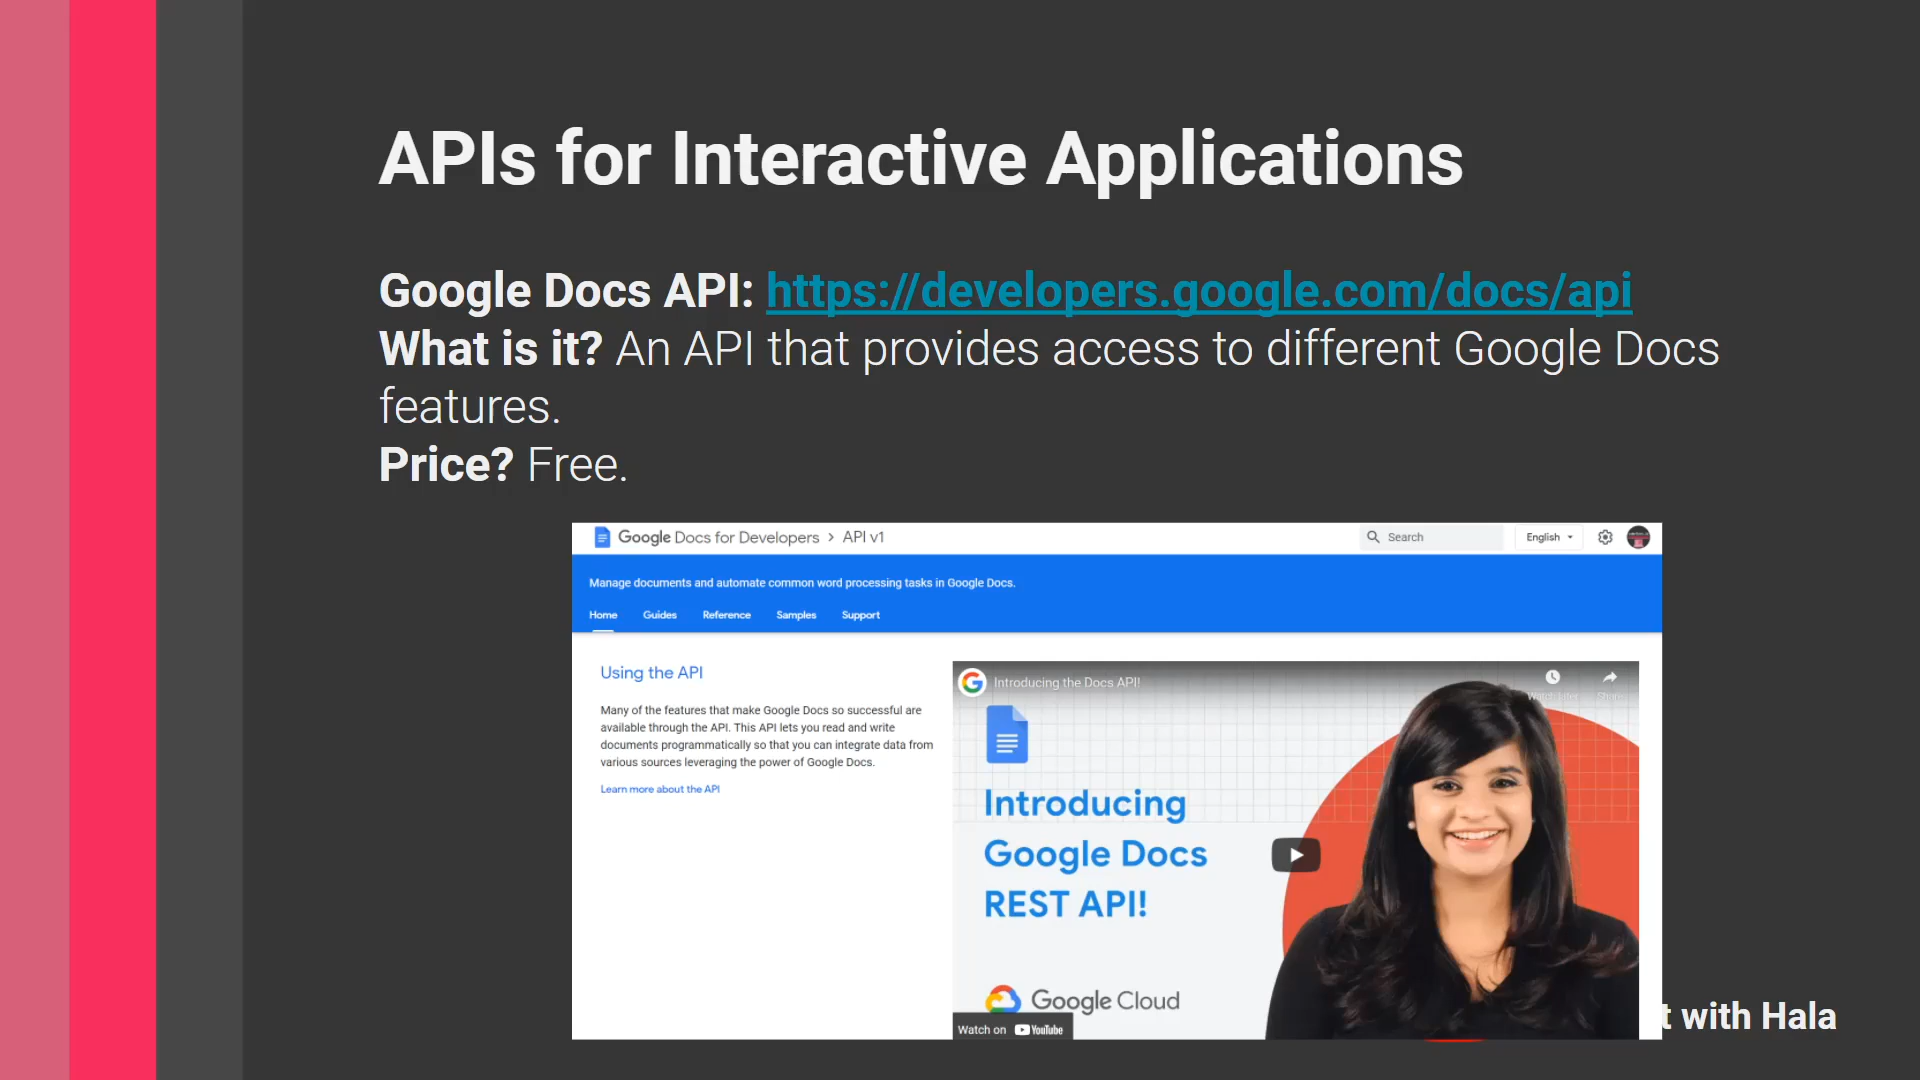 APIs for Interactive Applications
Google Docs API: https://developers.google.com/docs/api
What is it? An API that provides access to different Google Docs
features.
Price? Free.
Google Docs for Developers > API v1
Search
English
Manage documents and automate common word processing tasks in Google Docs.
Home Guides Reference Samples Support
Using the API
Many of the features that make Google Docs so successful are
available through the API. This API lets you read and write
documents programmatically so that you can integrate data from
various sources leveraging the power of Google Docs.
Learn more about the API
Introducing the Docs API!
Watch later Share
Introducing
Google Docs
REST API!
Google Cloud
Watch on YouTube
t with Hala